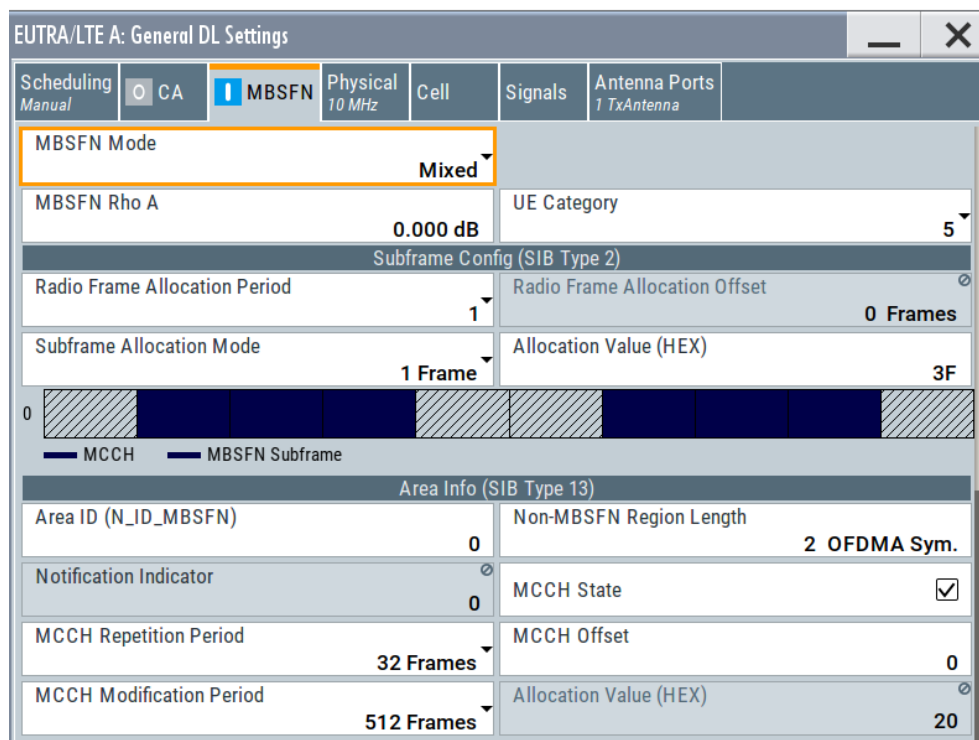 EUTRA/LTE A: General DL Settings
Scheduling
Manual
O CA
I MBSFN
Physical
10 MHz
Cell
Signals
Antenna Ports
1 TxAntenna
MBSFN Mode
Mixed
MBSFN Rho A
0.000 dB
UE Category
5
Subframe Config (SIB Type 2)
Radio Frame Allocation Period
1
Radio Frame Allocation Offset
0 Frames
Subframe Allocation Mode
1 Frame
Allocation Value (HEX)
3F
0
MCCH
MBSFN Subframe
Area Info (SIB Type 13)
Area ID (N_ID_MBSFN)
0
Non-MBSFN Region Length
2 OFDMA Sym.
Notification Indicator
0
MCCH State
MCCH Repetition Period
32 Frames
MCCH Offset
0
MCCH Modification Period
512 Frames
Allocation Value (HEX)
20